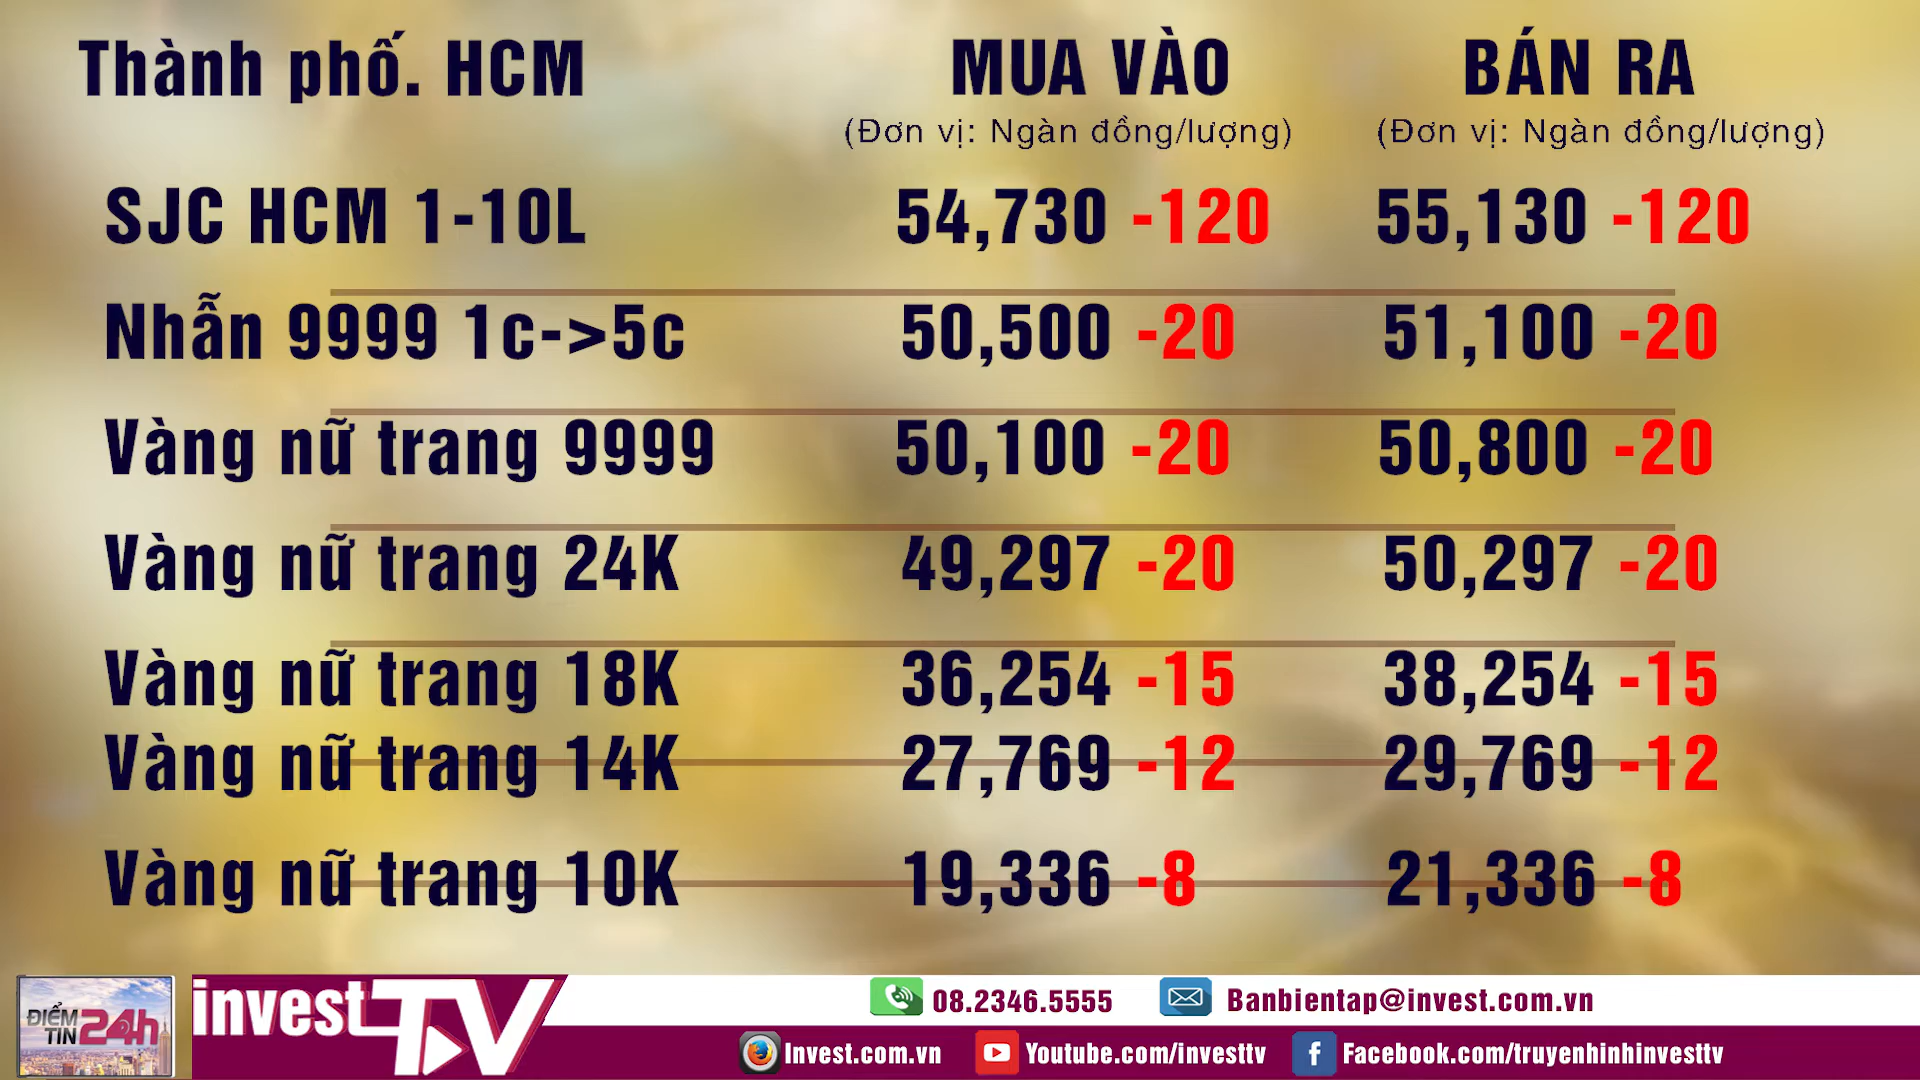 Thành phố. HCM MUA VÀO BÁN RA
(Đơn vị: Ngàn đồng/lượng) (Đơn vị: Ngàn đồng/lượng)
SJC HCM 1-10L 54,730 -120 55,130 -120
Nhẫn 9999 1c->5c 50,500 -20 51,100 -20
Vàng nữ trang 9999 50,100 -20 50,800 -20
Vàng nữ trang 24K 49,297 -20 50,297 -20
Vàng nữ trang 18K 36,254 -15 38,254 -15
Vàng nữ trang 14K 27,769 -12 29,769 -12
Vàng nữ trang 10K 19,336 -8 21,336 -8
ĐIỂM TIN 24h
investTV
08.2346.5555 Banbientap@invest.com.vn
Invest.com.vn Youtube.com/investtv Facebook.com/truyenhinhinvesttv